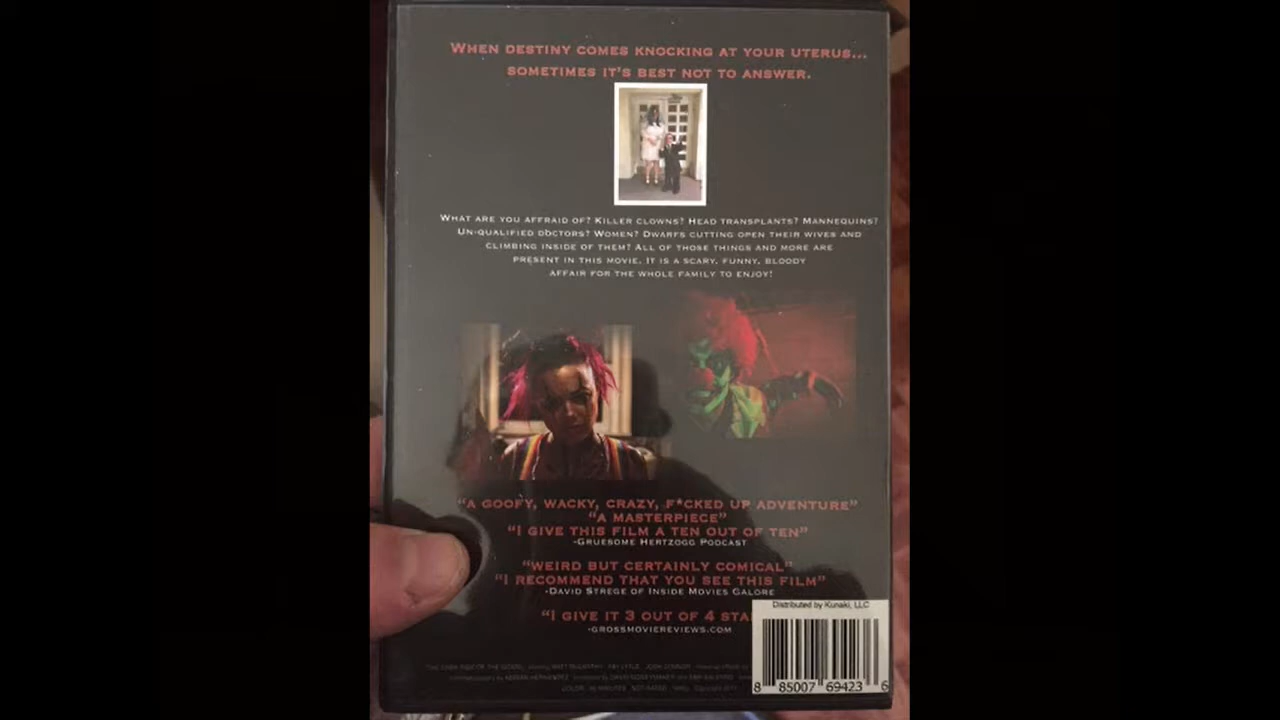 WHEN DESTINY COMES KNOCKING AT YOUR UTERUS...
SOMETIMES IT'S BEST NOT TO ANSWER.
WHAT ARE YOU AFFRAID OF? KILLER CLOWNS? HEAD TRANSPLANTS? MANNEQUINS?
UN-QUALIFIED DOCTORS? WOMEN? DWARFS CUTTING OPEN THEIR WIVES AND
CLIMBING INSIDE OF THEM? ALL OF THOSE THINGS AND MORE ARE
PRESENT IN THIS MOVIE. IT IS A SCARY, FUNNY, BLOODY
AFFAIR FOR THE WHOLE FAMILY TO ENJOY!
"A GOOFY, WACKY, CRAZY, F*CKED UP ADVENTURE"
"A MASTERPIECE"
"I GIVE THIS FILM A TEN OUT OF TEN"
-GRUESOME HERTZOGG PODCAST
"WEIRD BUT CERTAINLY COMICAL"
"I RECOMMEND THAT YOU SEE THIS FILM"
-DAVID STREGE OF INSIDE MOVIES GALORE
"I GIVE IT 3 OUT OF 4
-GROSSMOVIEREVIEWS.COM
Distributed by Kunaki, LLC
8 85007 69423 6